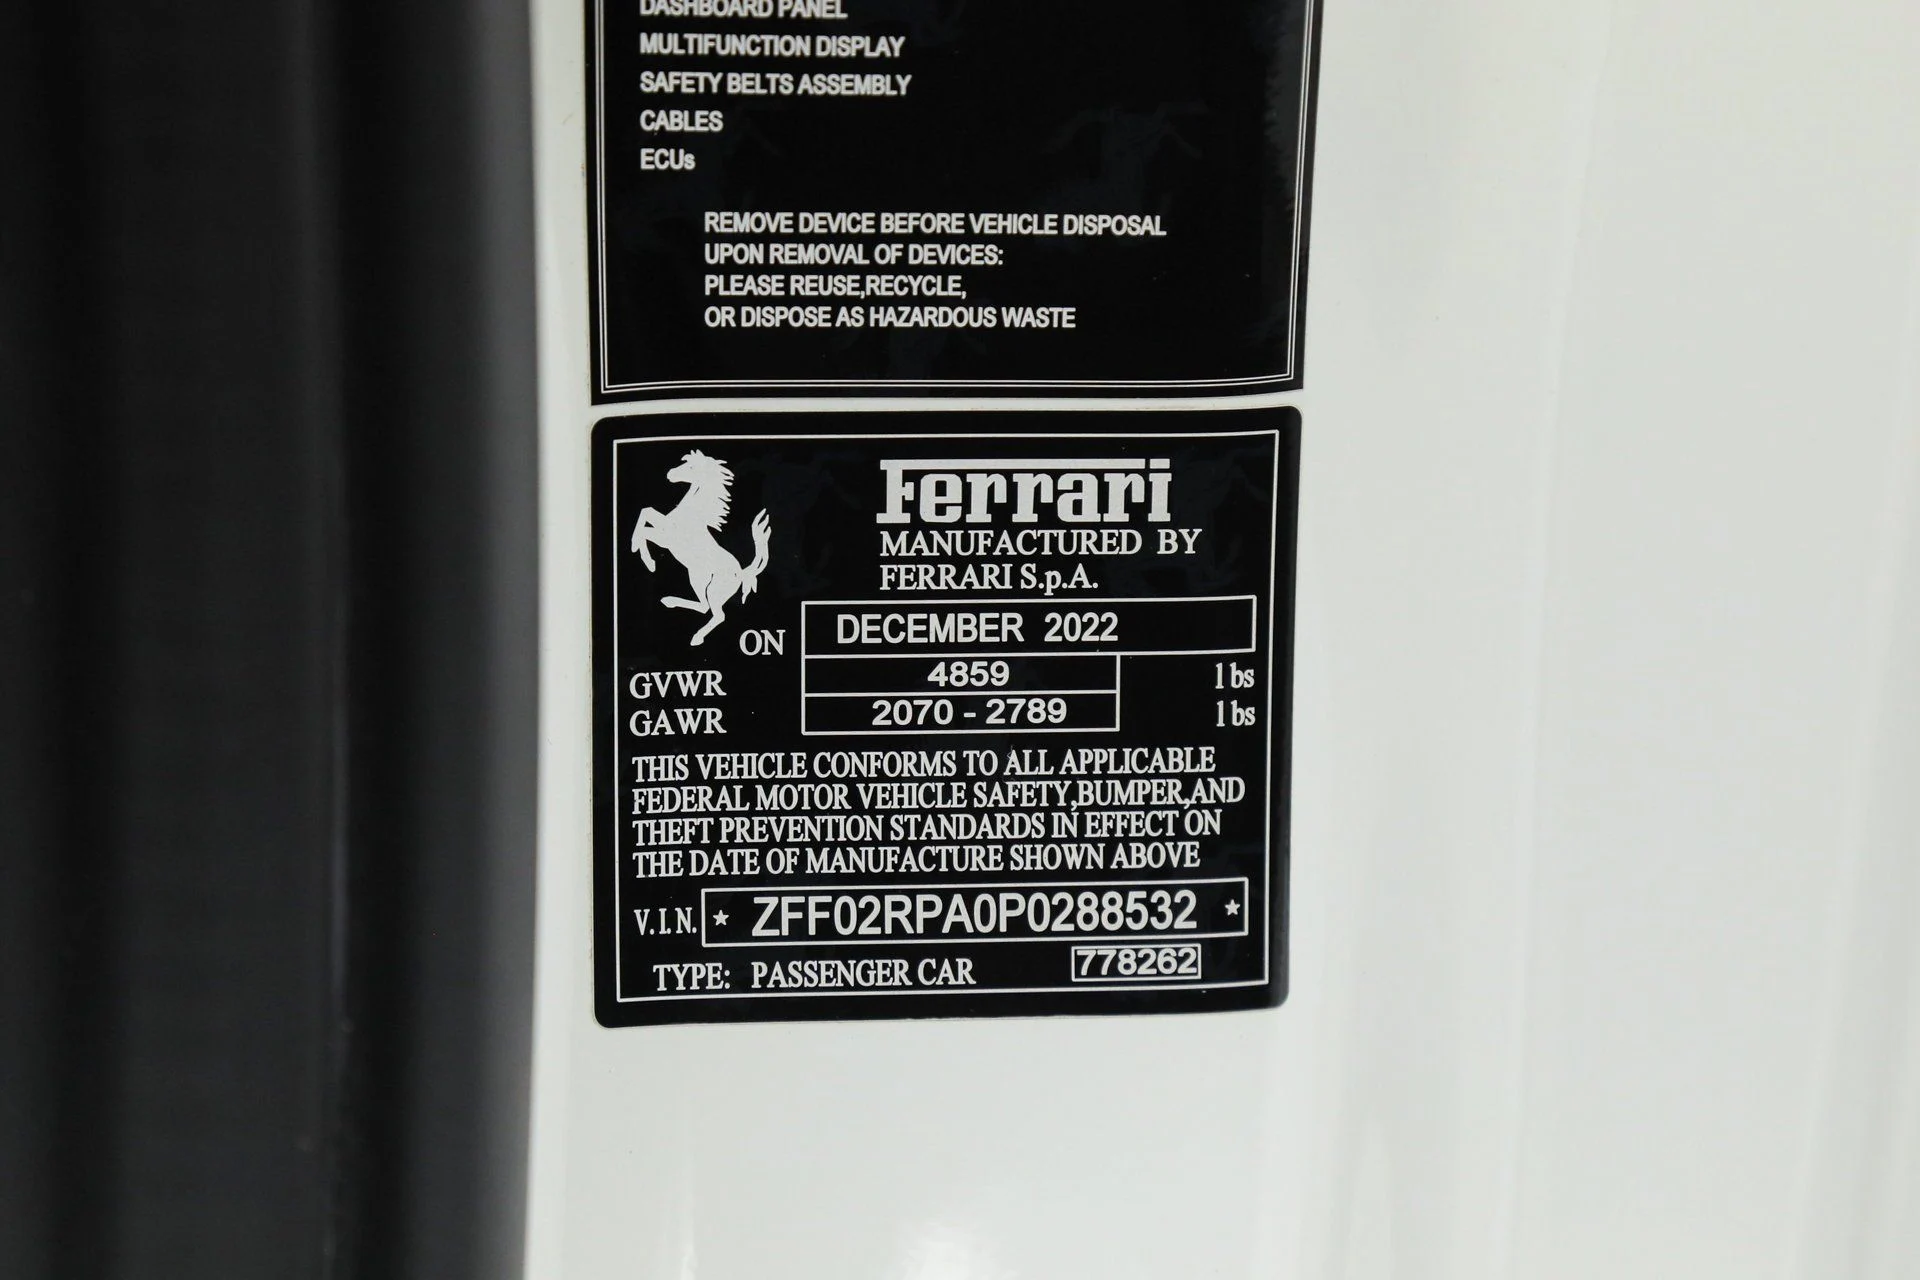 DASHBOARD PANEL
MULTIFUNCTION DISPLAY
SAFETY BELTS ASSEMBLY
CABLES
ECUs
REMOVE DEVICE BEFORE VEHICLE DISPOSAL
UPON REMOVAL OF DEVICES:
PLEASE REUSE,RECYCLE,
OR DISPOSE AS HAZARDOUS WASTE
Ferrari
MANUFACTURED BY
FERRARI S.p.A.
ON DECEMBER 2022
GVWR 4859 lbs
GAWR 2070 - 2789 lbs
THIS VEHICLE CONFORMS TO ALL APPLICABLE
FEDERAL MOTOR VEHICLE SAFETY,BUMPER,AND
THEFT PREVENTION STANDARDS IN EFFECT ON
THE DATE OF MANUFACTURE SHOWN ABOVE
V.I.N. * ZFF02RPA0P0288532 *
TYPE: PASSENGER CAR 778262